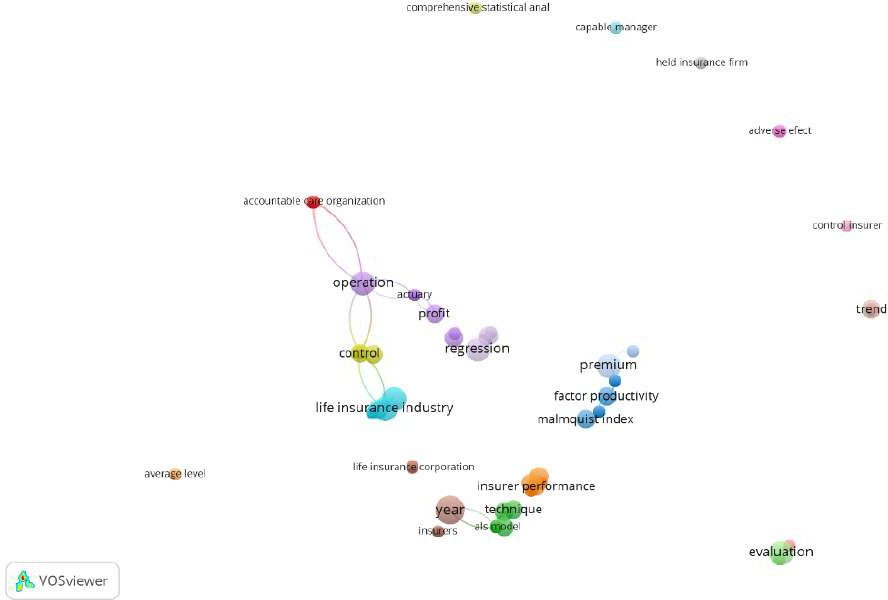 comprehensive statistical anal
capable manager
held insurance firm
adverse efect
accountable care organization
control insurer
operation
actuary
trend
profit
regression
control
premium
factor productivity
life insurance industry
malmquist index
life insurance corporation
average level
insurer performance
year
technique
als model
insurers
evaluation
VOSviewer